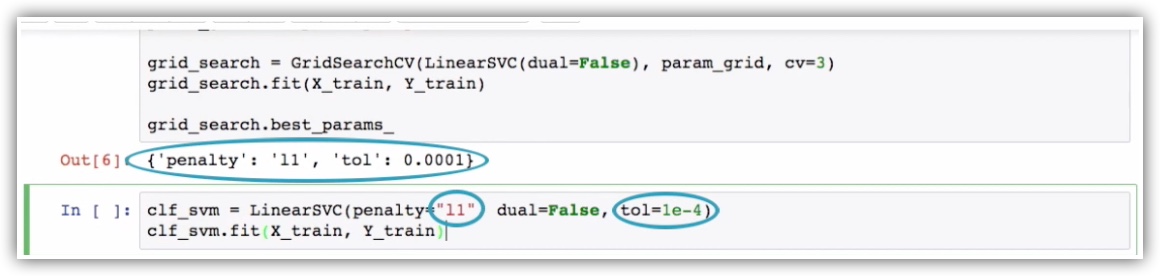 grid_search = GridSearchCV(LinearSVC(dual=False), param_grid, cv=3)
grid_search.fit(X_train, Y_train)
grid_search.best_params_
Out[6]: {'penalty': 'l1', 'tol': 0.0001}
In [ ]: clf_svm = LinearSVC(penalty="l1" dual=False, tol=1e-4)
clf_svm.fit(X_train, Y_train)